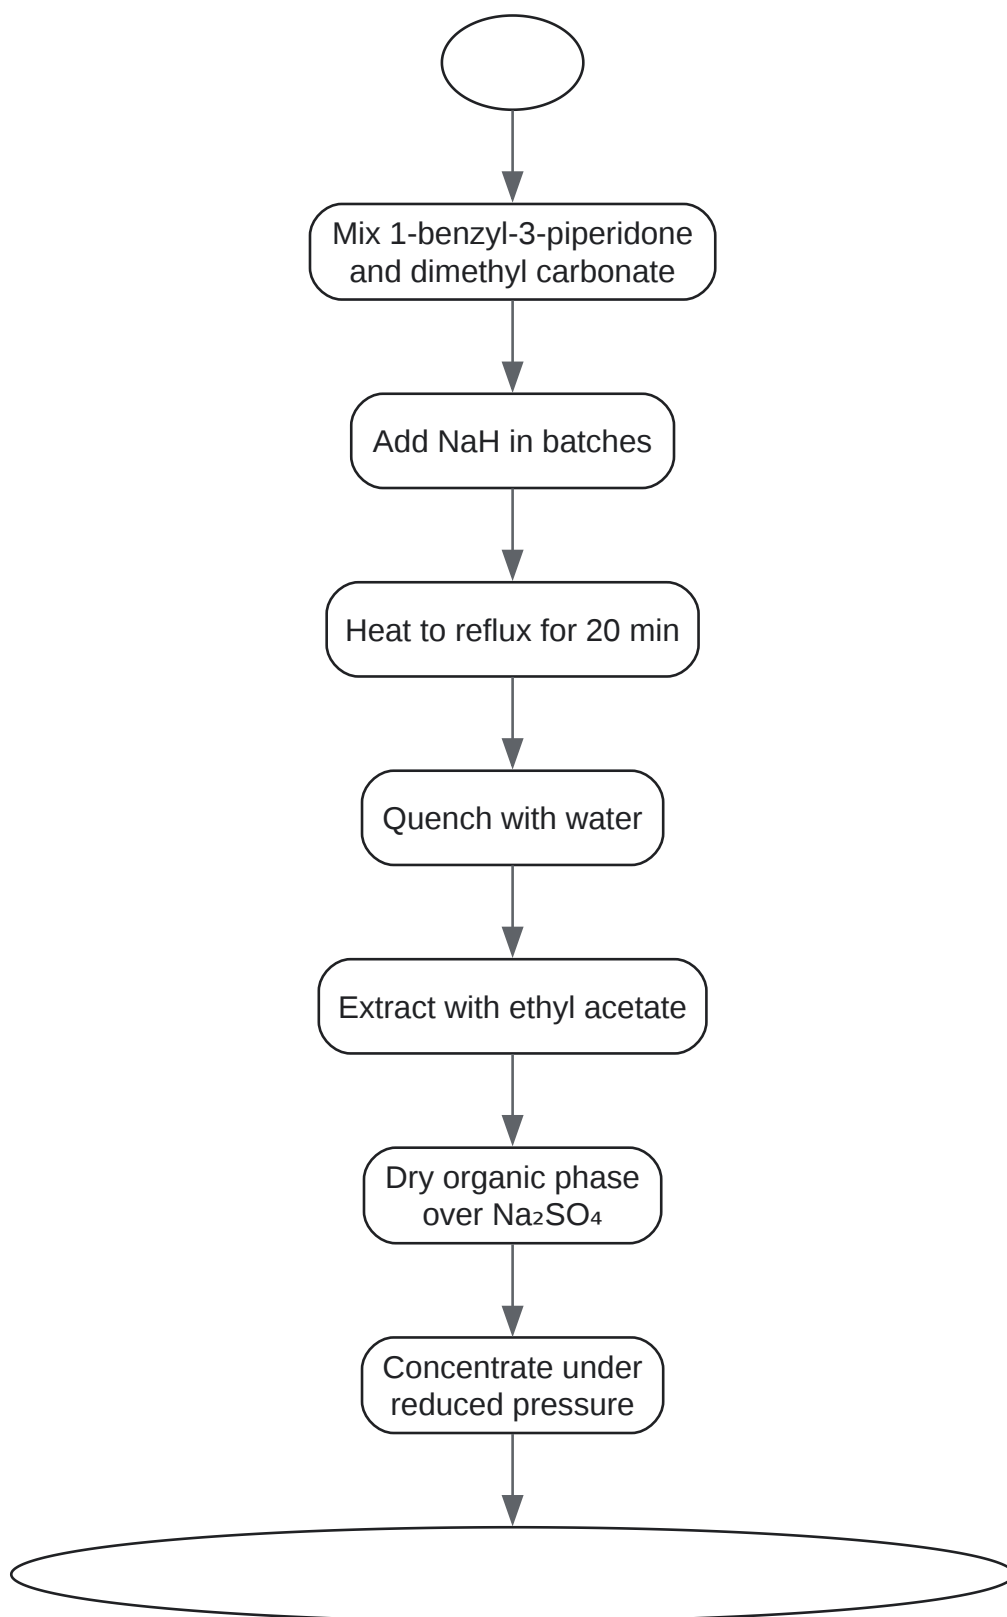 Mix 1-benzyl-3-piperidone
and dimethyl carbonate
Add NaH in batches
Heat to reflux for 20 min
Quench with water
Extract with ethyl acetate
Dry organic phase
over Na₂SO₄
Concentrate under
reduced pressure